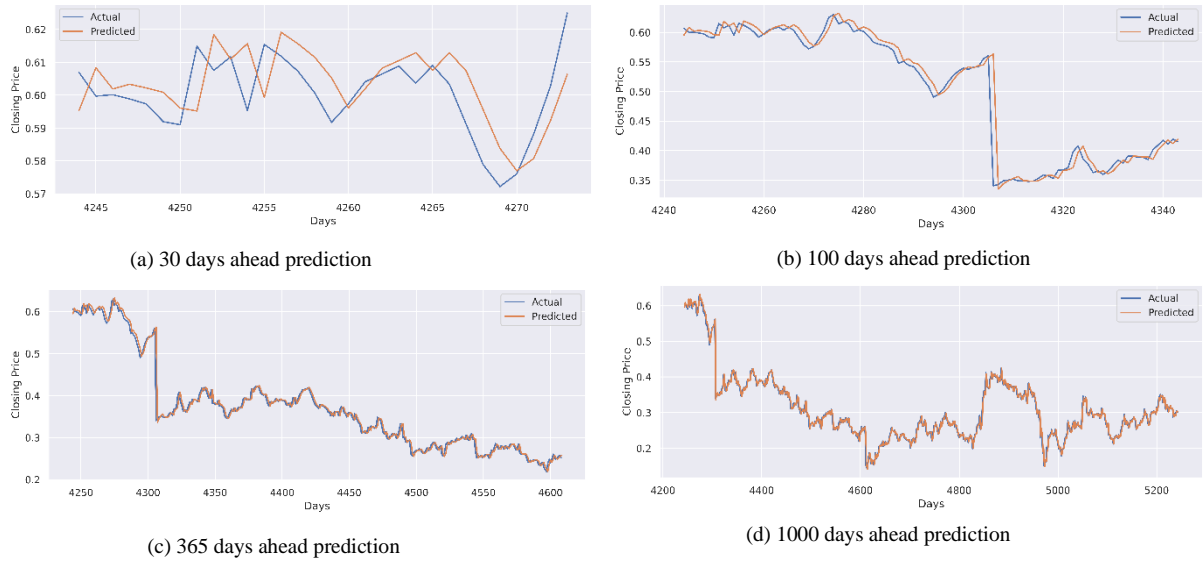 Actual
Predicted
Closing Price
0.62
0.61
0.60
0.59
0.58
0.57
4245
4250
4255
4260
4265
4270
Days
(a) 30 days ahead prediction
Actual
Predicted
Closing Price
0.60
0.55
0.50
0.45
0.40
0.35
4240
4260
4280
4300
4320
4340
Days
(b) 100 days ahead prediction
Actual
Predicted
Closing Price
0.6
0.5
0.4
0.3
0.2
4250
4300
4350
4400
4450
4500
4550
4600
Days
(c) 365 days ahead prediction
Actual
Predicted
Closing Price
0.6
0.5
0.4
0.3
0.2
4200
4400
4600
4800
5000
5200
Days
(d) 1000 days ahead prediction